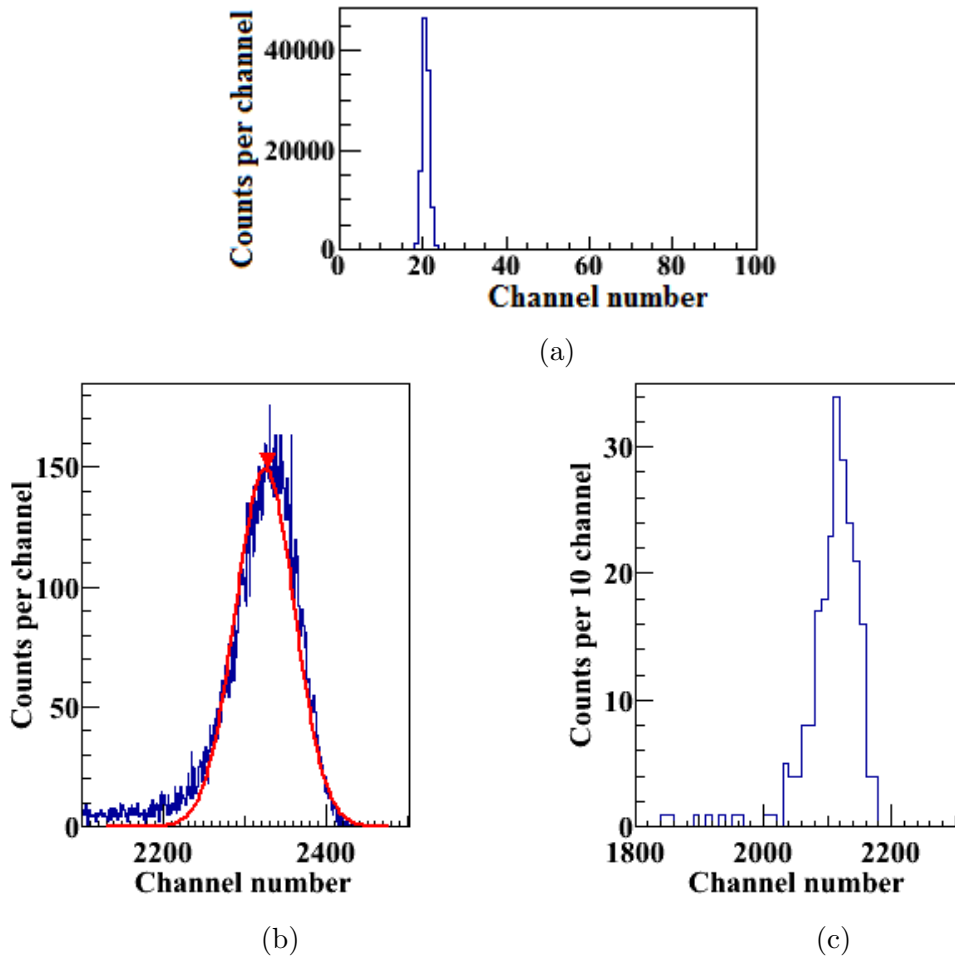 Counts per channel
40000
20000
0
0 20 40 60 80 100
Channel number
(a)
Counts per channel
150
100
50
0
2200 2400
Channel number
(b)
Counts per 10 channel
30
20
10
0
1800 2000 2200
Channel number
(c)